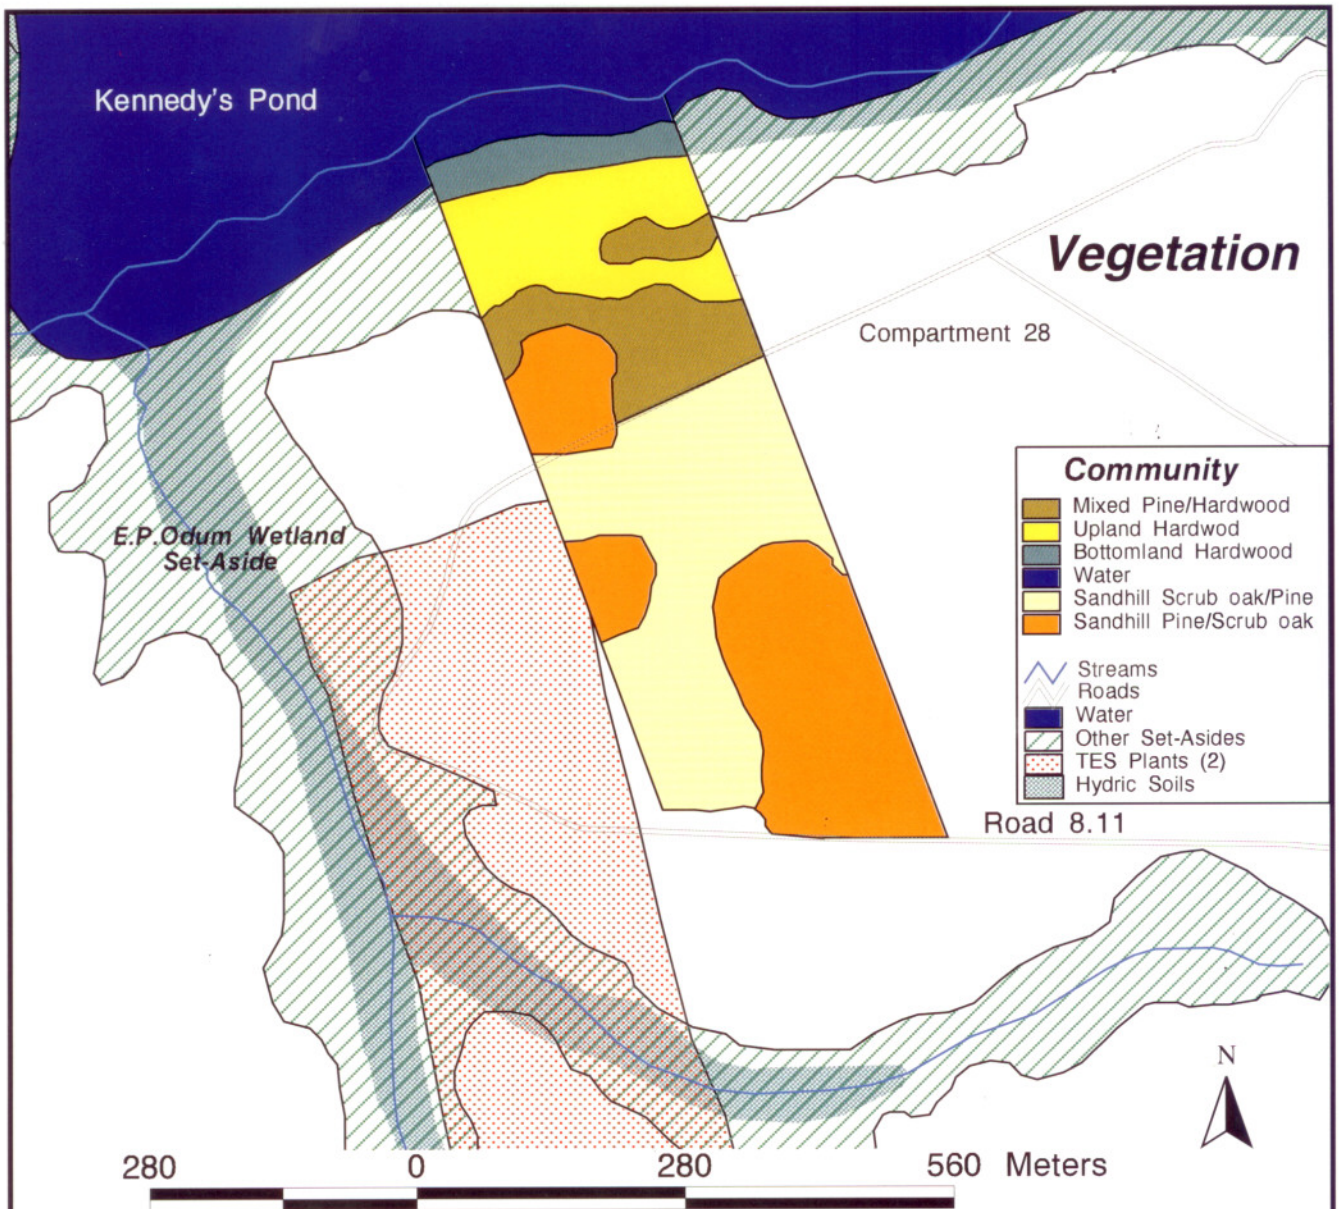 Kennedy's Pond
Vegetation
Compartment 28
E.P.Odum Wetland
Set-Aside
Community
Mixed Pine/Hardwood
Upland Hardwod
Bottomland Hardwood
Water
Sandhill Scrub oak/Pine
Sandhill Pine/Scrub oak
Streams
Roads
Water
Other Set-Asides
TES Plants (2)
Hydric Soils
Road 8.11
N
280 0 280 560 Meters